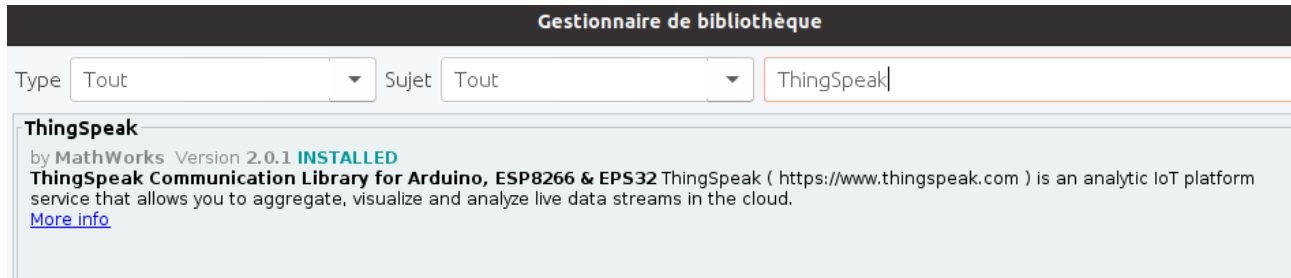 Gestionnaire de bibliothèque
Type Tout Sujet Tout ThingSpeak
ThingSpeak
by MathWorks Version 2.0.1 INSTALLED
ThingSpeak Communication Library for Arduino, ESP8266 & EPS32 ThingSpeak ( https://www.thingspeak.com ) is an analytic IoT platform
service that allows you to aggregate, visualize and analyze live data streams in the cloud.
More info